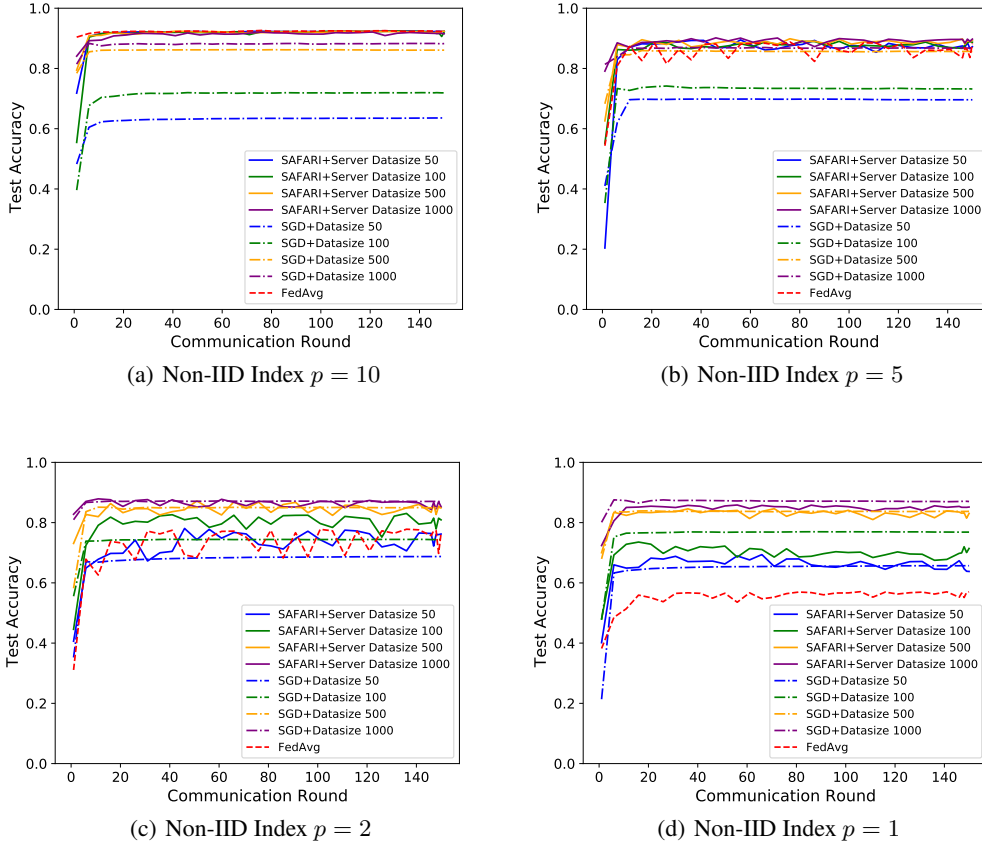 1.0
0.8
0.6
0.4
0.2
0.0
Test Accuracy
SAFARI+Server Datasize 50
SAFARI+Server Datasize 100
SAFARI+Server Datasize 500
SAFARI+Server Datasize 1000
SGD+Datasize 50
SGD+Datasize 100
SGD+Datasize 500
SGD+Datasize 1000
FedAvg
0 20 40 60 80 100 120 140
Communication Round
(a) Non-IID Index p = 10
1.0
0.8
0.6
0.4
0.2
0.0
Test Accuracy
SAFARI+Server Datasize 50
SAFARI+Server Datasize 100
SAFARI+Server Datasize 500
SAFARI+Server Datasize 1000
SGD+Datasize 50
SGD+Datasize 100
SGD+Datasize 500
SGD+Datasize 1000
FedAvg
0 20 40 60 80 100 120 140
Communication Round
(b) Non-IID Index p = 5
1.0
0.8
0.6
0.4
0.2
0.0
Test Accuracy
SAFARI+Server Datasize 50
SAFARI+Server Datasize 100
SAFARI+Server Datasize 500
SAFARI+Server Datasize 1000
SGD+Datasize 50
SGD+Datasize 100
SGD+Datasize 500
SGD+Datasize 1000
FedAvg
0 20 40 60 80 100 120 140
Communication Round
(c) Non-IID Index p = 2
1.0
0.8
0.6
0.4
0.2
0.0
Test Accuracy
SAFARI+Server Datasize 50
SAFARI+Server Datasize 100
SAFARI+Server Datasize 500
SAFARI+Server Datasize 1000
SGD+Datasize 50
SGD+Datasize 100
SGD+Datasize 500
SGD+Datasize 1000
FedAvg
0 20 40 60 80 100 120 140
Communication Round
(d) Non-IID Index p = 1